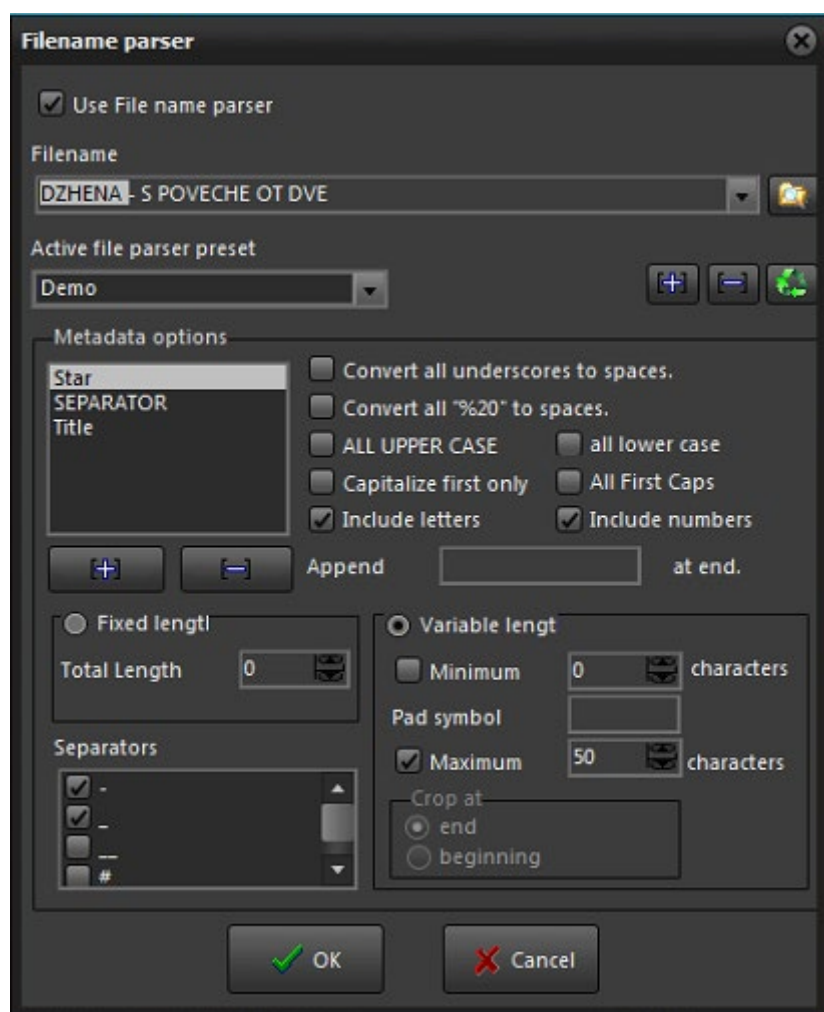 Filename parser
Use File name parser
Filename
DZHENA - S POVECHE OT DVE
Active file parser preset
Demo
[+] [-]
Metadata options
Star
SEPARATOR
Title
Convert all underscores to spaces.
Convert all "%20" to spaces.
ALL UPPER CASE all lower case
Capitalize first only All First Caps
Include letters Include numbers
[+] [-] Append at end.
Fixed lengtl
Total Length 0
Variable lengt
Minimum 0 characters
Pad symbol
Maximum 50 characters
Crop at
end
beginning
Separators
-
_
__
#
OK Cancel